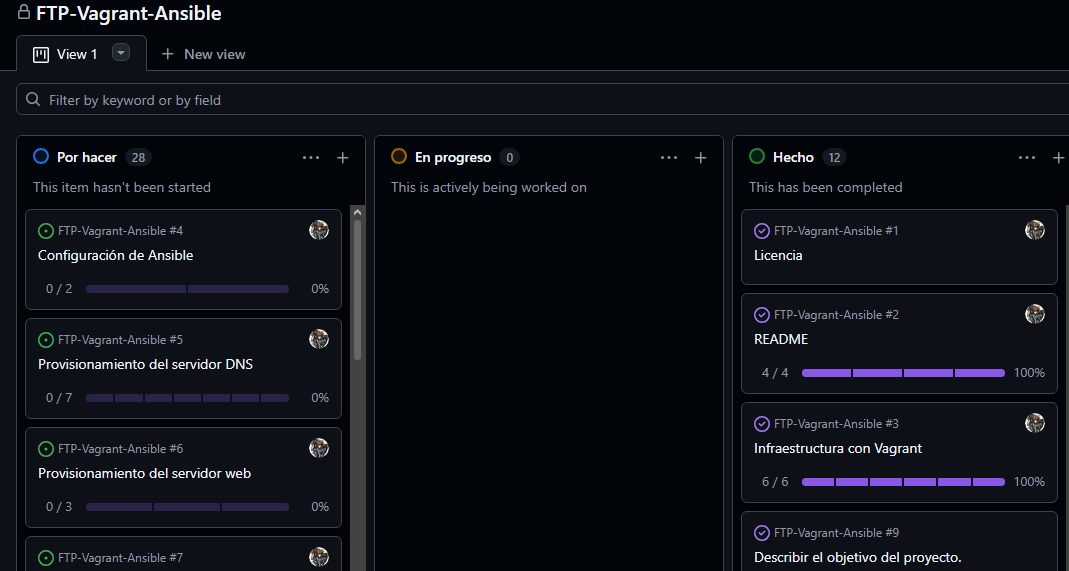 FTP-Vagrant-Ansible
View 1
New view
Filter by keyword or by field
Por hacer 28
This item hasn't been started
FTP-Vagrant-Ansible #4
Configuración de Ansible
0 / 2 0%
FTP-Vagrant-Ansible #5
Provisionamiento del servidor DNS
0 / 7 0%
FTP-Vagrant-Ansible #6
Provisionamiento del servidor web
0 / 3 0%
FTP-Vagrant-Ansible #7
En progreso 0
This is actively being worked on
Hecho 12
This has been completed
FTP-Vagrant-Ansible #1
Licencia
FTP-Vagrant-Ansible #2
README
4 / 4 100%
FTP-Vagrant-Ansible #3
Infraestructura con Vagrant
6 / 6 100%
FTP-Vagrant-Ansible #9
Describir el objetivo del proyecto.